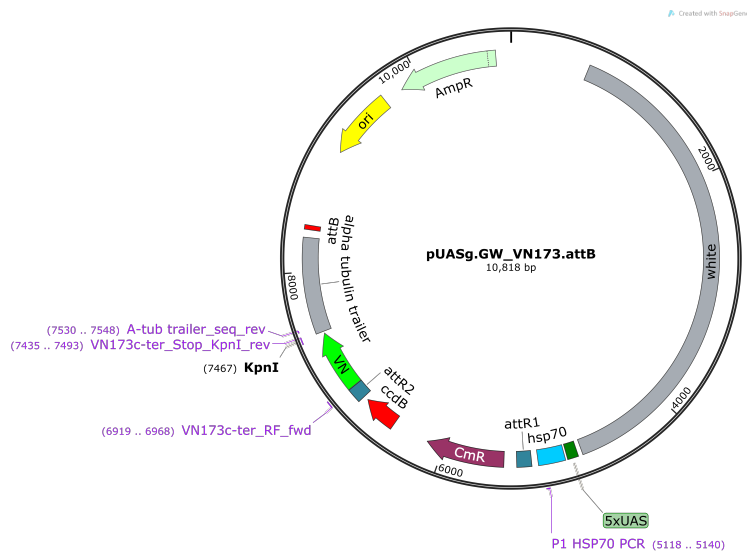 Created with SnapGene
10,000
AmpR
ori
2000
attB
alpha tubulin trailer
pUASg.GW_VN173.attB
10,818 bp
white
8000
(7530 .. 7548) A-tub trailer_seq_rev
(7435 .. 7493) VN173c-ter_Stop_KpnI_rev
(7467) KpnI
VN
attR2
ccdB
4000
(6919 .. 6968) VN173c-ter_RF_fwd
attR1
hsp70
CmR
6000
5xUAS
P1 HSP70 PCR (5118 .. 5140)